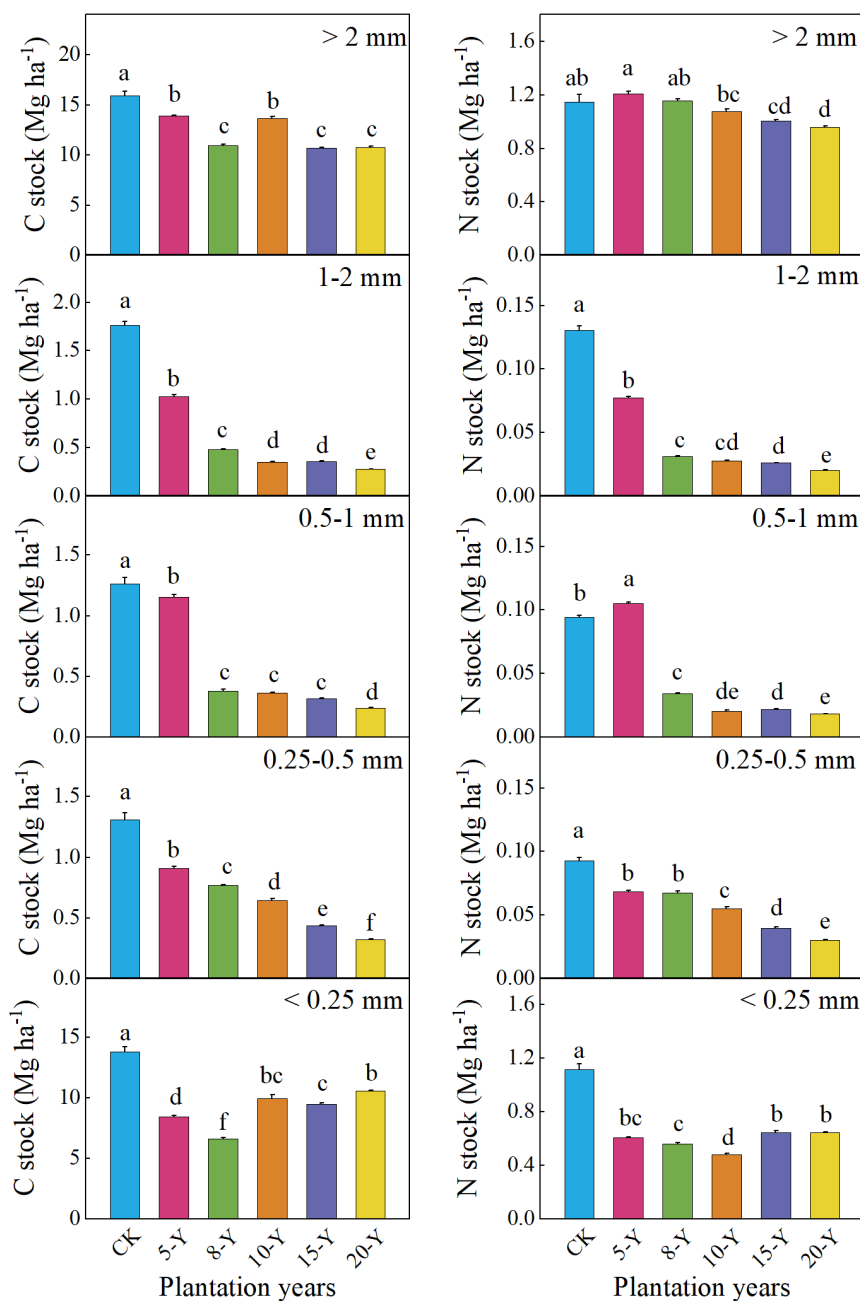 > 2 mm
C stock (Mg ha⁻¹)
20
15
10
5
0
a b c b c c
> 2 mm
N stock (Mg ha⁻¹)
1.6
1.2
0.8
0.4
0.0
ab a ab bc cd d
1-2 mm
C stock (Mg ha⁻¹)
2.0
1.5
1.0
0.5
0.0
a b c d d e
1-2 mm
N stock (Mg ha⁻¹)
0.15
0.10
0.05
0.00
a b c cd d e
0.5-1 mm
C stock (Mg ha⁻¹)
1.5
1.0
0.5
0.0
a b c c c d
0.5-1 mm
N stock (Mg ha⁻¹)
0.15
0.10
0.05
0.00
b a c de d e
0.25-0.5 mm
C stock (Mg ha⁻¹)
1.5
1.0
0.5
0.0
a b c d e f
0.25-0.5 mm
N stock (Mg ha⁻¹)
0.15
0.10
0.05
0.00
a b b c d e
< 0.25 mm
C stock (Mg ha⁻¹)
15
10
5
0
a d f bc c b
CK 5-Y 8-Y 10-Y 15-Y 20-Y
Plantation years
< 0.25 mm
N stock (Mg ha⁻¹)
1.6
1.2
0.8
0.4
0.0
a bc c d b b
CK 5-Y 8-Y 10-Y 15-Y 20-Y
Plantation years